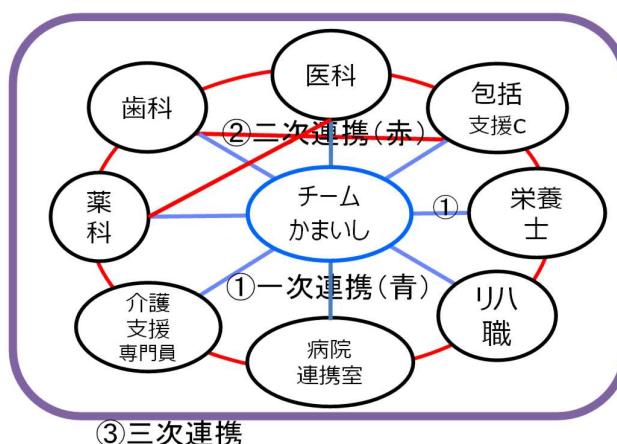 医科
歯科
包括
支援C
②二次連携(赤)
薬
科
チーム
かまいし
①
栄養
士
①一次連携(青)
介護
支援
専門員
病院
連携室
リハ
職
③三次連携